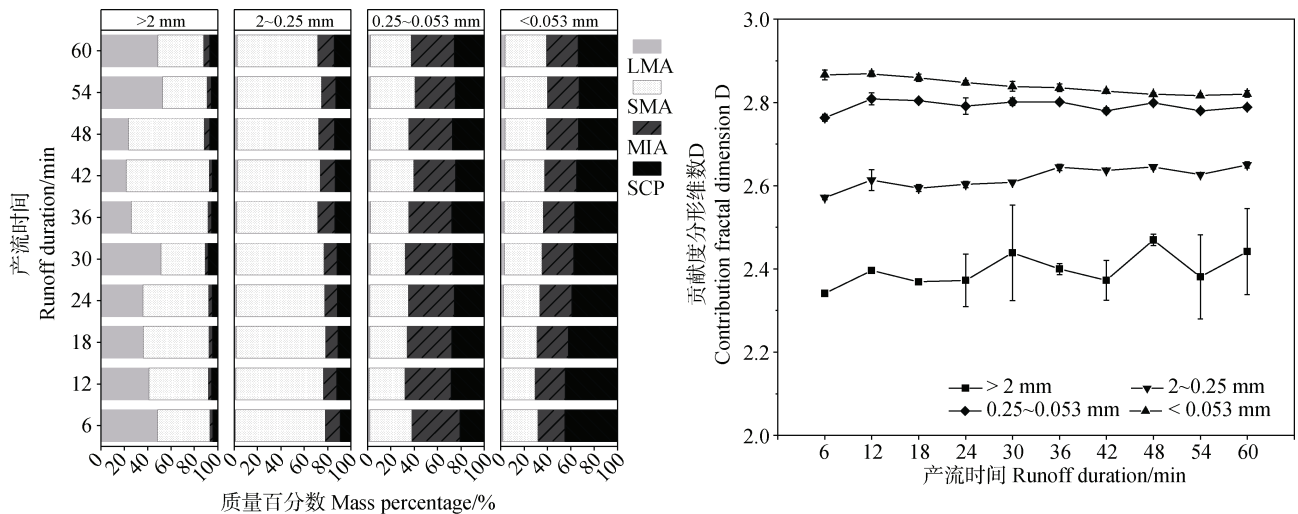 >2 mm
2~0.25 mm
0.25~0.053 mm
<0.053 mm
60
54
48
42
36
30
24
18
12
6
产流时间
Runoff duration/min
0 20 40 60 80 100
0 20 40 60 80 100
0 20 40 60 80 100
0 20 40 60 80 100
质量百分数 Mass percentage/%
LMA
SMA
MIA
SCP
贡献度分形维数D
Contribution fractal dimension D
3.0
2.8
2.6
2.4
2.2
2.0
> 2 mm
2~0.25 mm
0.25~0.053 mm
< 0.053 mm
6 12 18 24 30 36 42 48 54 60
产流时间 Runoff duration/min